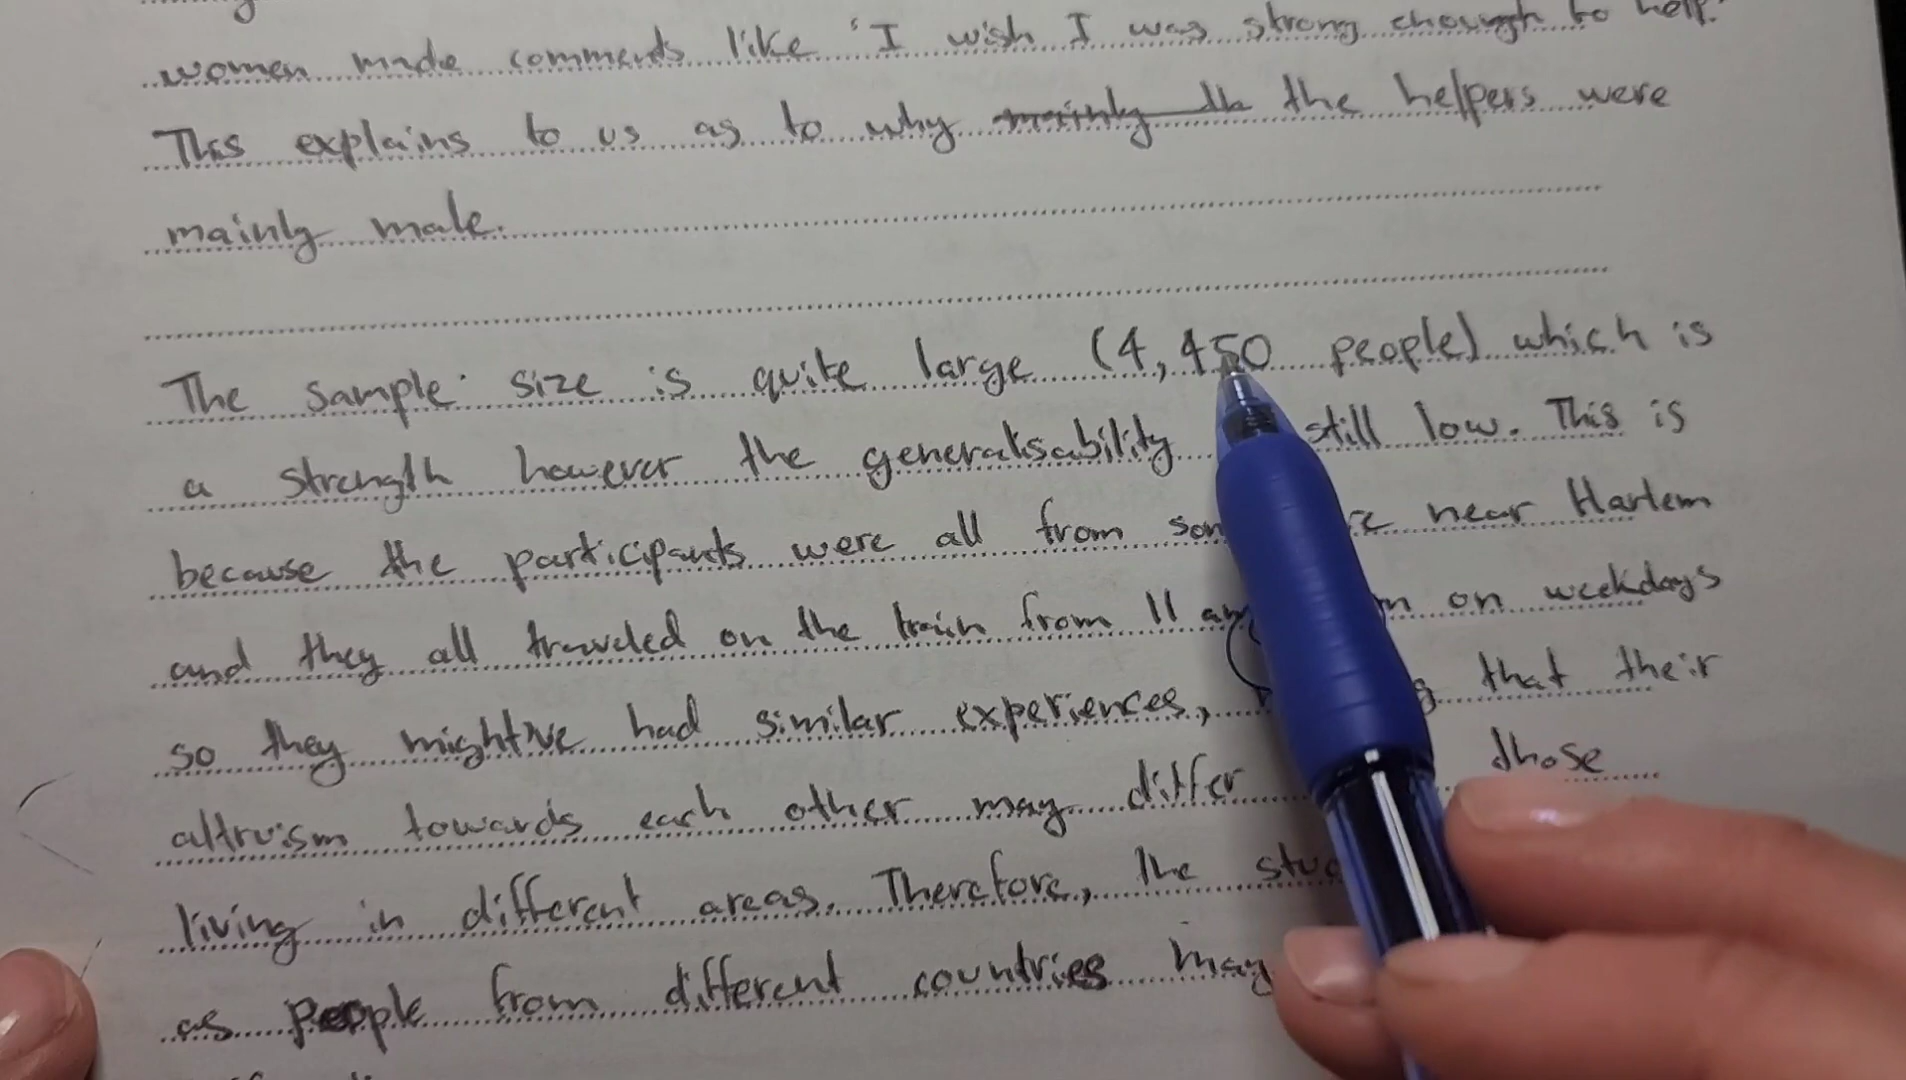 women made comments like 'I wish I was strong enough to help.'
This explains to us as to why mainly th the helpers were
mainly male.
The sample size is quite large (4,450 people) which is
a strength however the generalisability still low. This is
because the participants were all from near Harlem
and they all traveled on the train from 11 on weekdays
so they might've had similar experiences, that their
altruism towards each other may differ those
living in different areas. Therefore, the
as people from different countries may